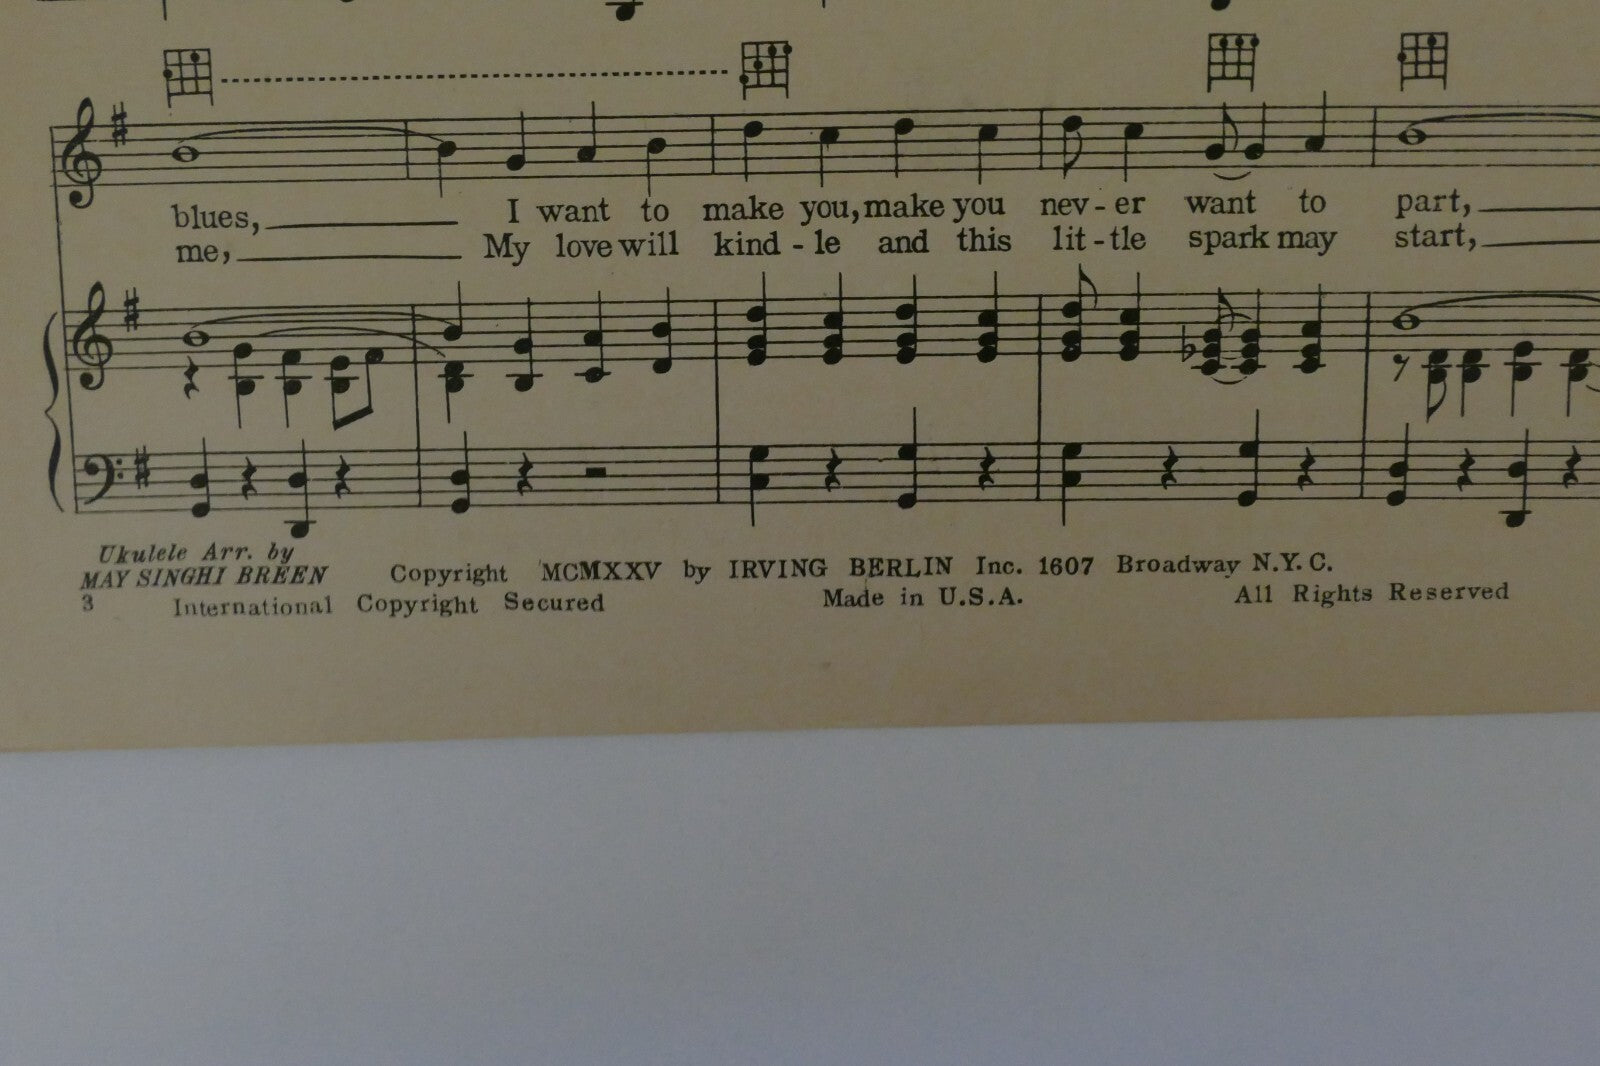 blues, I want to make you, make you nev-er want to part,
me, My love will kind-le and this lit-tle spark may start,
Ukulele Arr. by
MAY SINGHI BREEN Copyright MCMXXV by IRVING BERLIN Inc. 1607 Broadway N.Y.C.
3 International Copyright Secured Made in U.S.A. All Rights Reserved